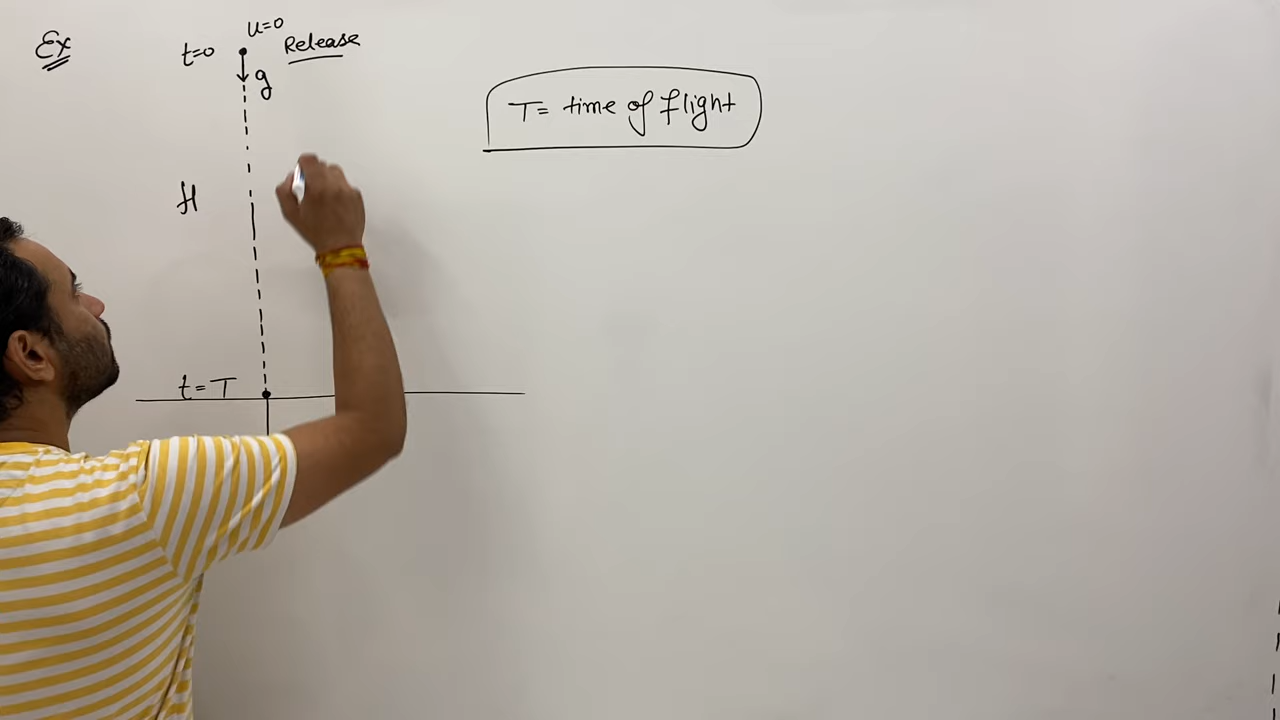 Ex
u=0
t=0
Release
g
T= time of flight
H
t=T